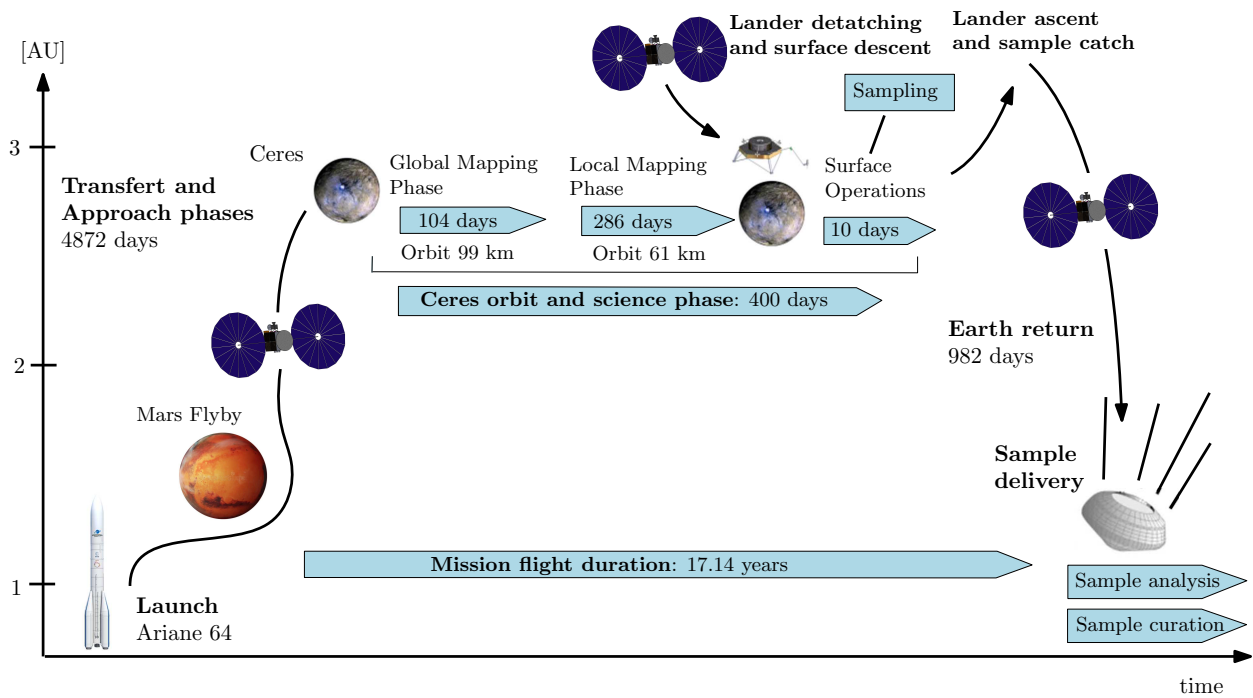 [AU]
3
2
1
time
Transfert and
Approach phases
4872 days
Ceres
Global Mapping
Phase
104 days
Orbit 99 km
Local Mapping
Phase
286 days
Orbit 61 km
Lander detatching
and surface descent
Sampling
Surface
Operations
10 days
Lander ascent
and sample catch
Ceres orbit and science phase: 400 days
Mars Flyby
Earth return
982 days
Sample
delivery
Mission flight duration: 17.14 years
Launch
Ariane 64
Sample analysis
Sample curation